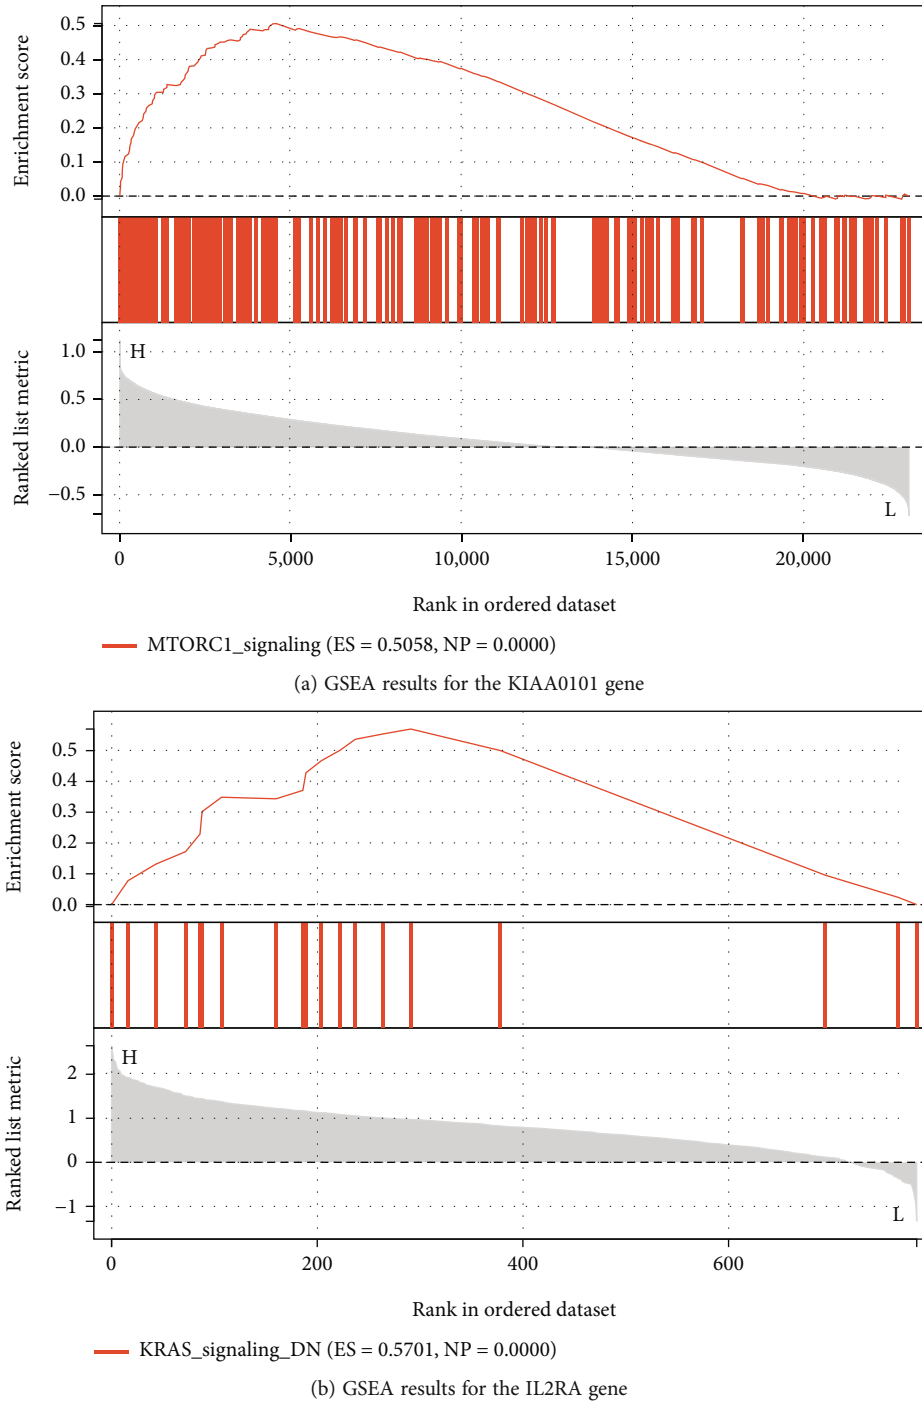 Enrichment score
0.5
0.4
0.3
0.2
0.1
0.0
Ranked list metric
1.0
0.5
0.0
−0.5
H
L
0
5,000
10,000
15,000
20,000
Rank in ordered dataset
MTORC1_signaling (ES = 0.5058, NP = 0.0000)
(a) GSEA results for the KIAA0101 gene
Enrichment score
0.5
0.4
0.3
0.2
0.1
0.0
Ranked list metric
2
1
0
−1
H
L
0
200
400
600
Rank in ordered dataset
KRAS_signaling_DN (ES = 0.5701, NP = 0.0000)
(b) GSEA results for the IL2RA gene